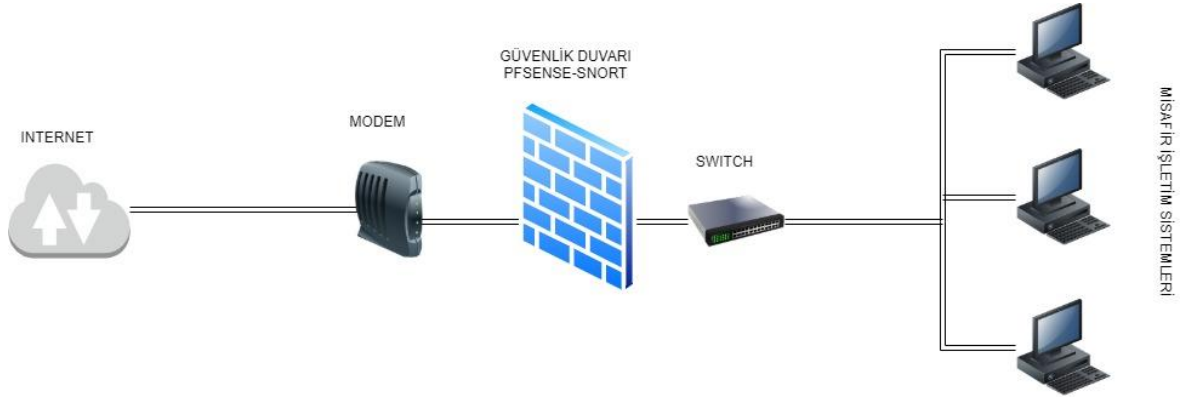 INTERNET
MODEM
GÜVENLİK DUVARI
PFSENSE-SNORT
SWITCH
MİSAFİR İŞLETİM SİSTEMLERİ